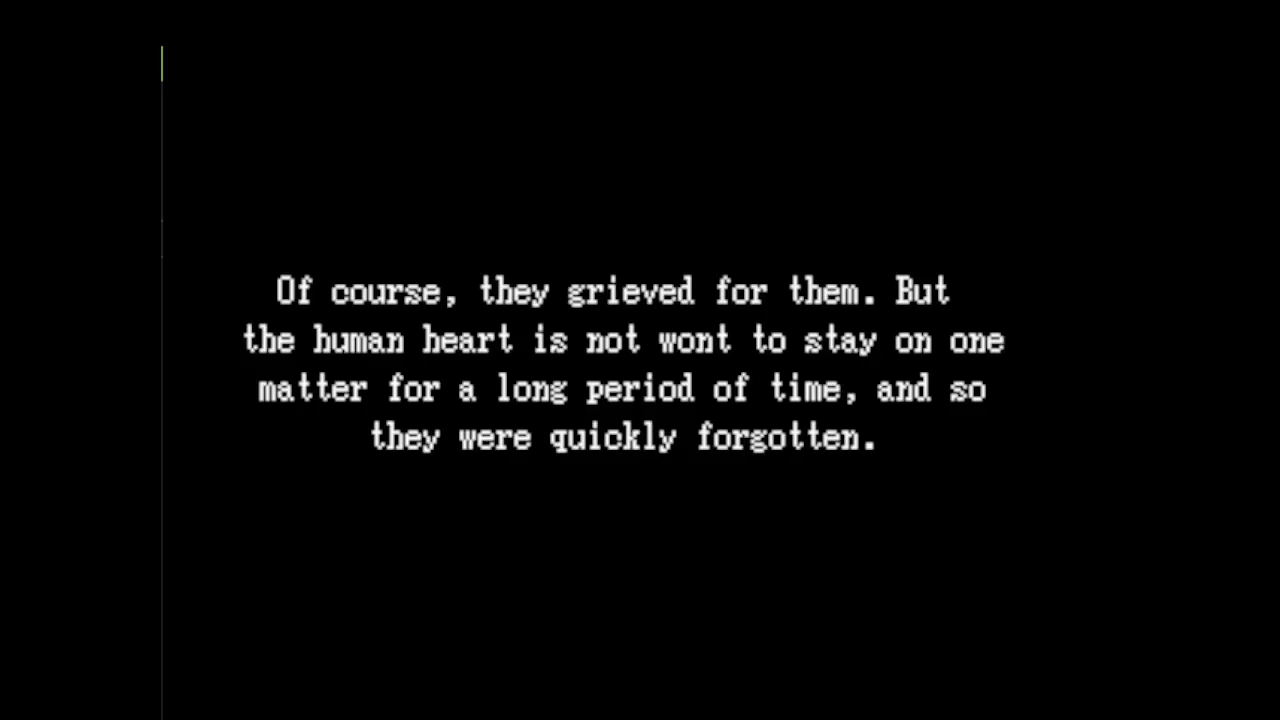 Of course, they grieved for them. But
the human heart is not wont to stay on one
matter for a long period of time, and so
they were quickly forgotten.